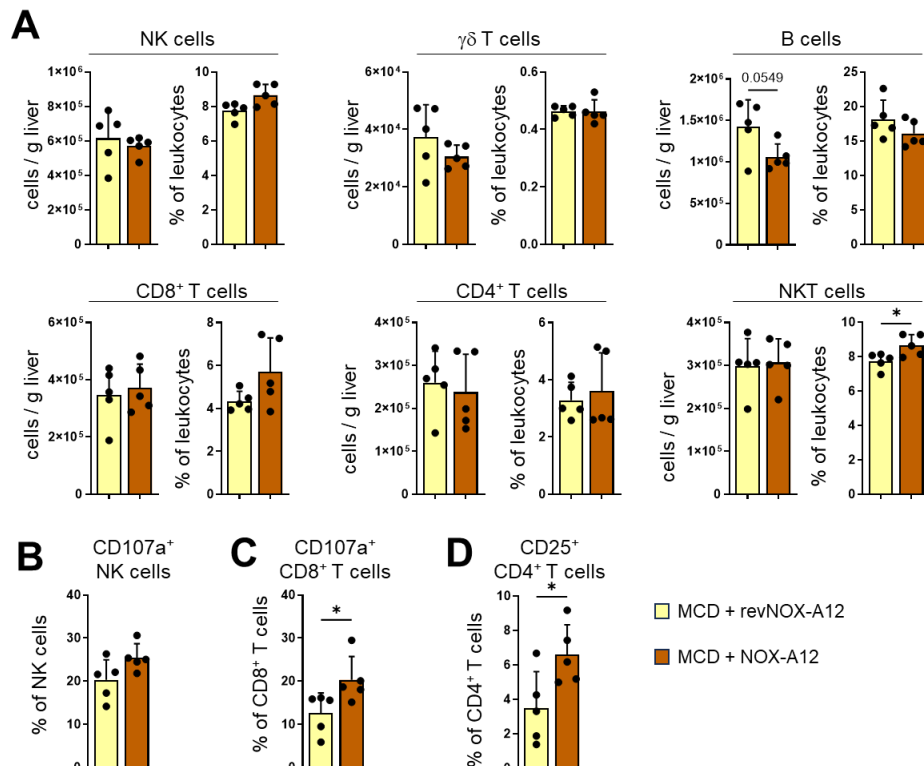 A
NK cells
γδ T cells
B cells
cells / g liver
1×10⁶
8×10⁵
6×10⁵
4×10⁵
2×10⁵
0
% of leukocytes
10
8
6
4
2
0
cells / g liver
6×10⁴
4×10⁴
2×10⁴
0
% of leukocytes
0.6
0.4
0.2
0.0
cells / g liver
2×10⁶
2×10⁶
1×10⁶
5×10⁵
0
0.0549
% of leukocytes
25
20
15
10
5
0
CD8⁺ T cells
CD4⁺ T cells
NKT cells
cells / g liver
6×10⁵
4×10⁵
2×10⁵
0
% of leukocytes
8
6
4
2
0
cells / g liver
4×10⁵
3×10⁵
2×10⁵
1×10⁵
0
% of leukocytes
6
4
2
0
cells / g liver
4×10⁵
3×10⁵
2×10⁵
1×10⁵
0
% of leukocytes
10
8
6
4
2
0
*
B
CD107a⁺
NK cells
% of NK cells
40
30
20
10
0
C
CD107a⁺
CD8⁺ T cells
% of CD8⁺ T cells
40
30
20
10
0
*
D
CD25⁺
CD4⁺ T cells
% of CD4⁺ T cells
10
8
6
4
2
0
*
MCD + revNOX-A12
MCD + NOX-A12